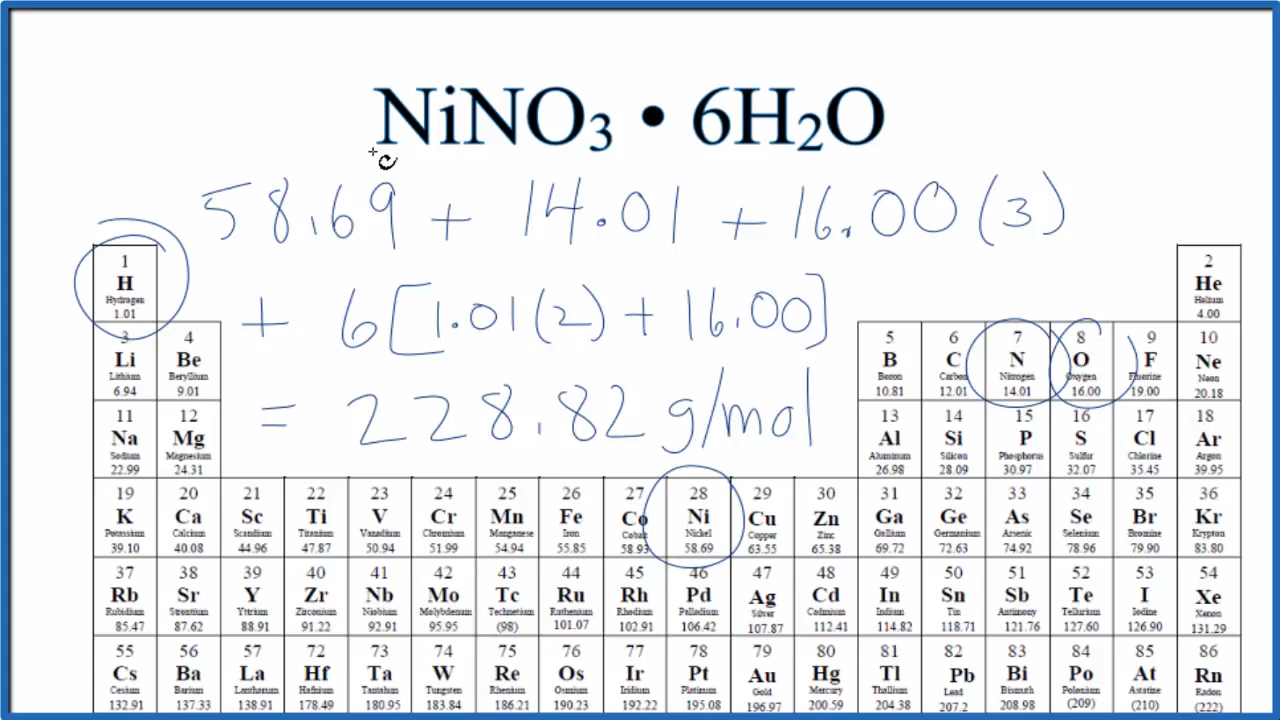 NiNO₃ • 6H₂O
58.69 + 14.01 + 16.00 (3)
+ 6[1.01(2) + 16.00]
= 228.82 g/mol
1 2
H He
Hydrogen Helium
1.01 4.00
3 4 5 6 7 8 9 10
Li Be B C N O F Ne
Lithium Beryllium Boron Carbon Nitrogen Oxygen Fluorine Neon
6.94 9.01 10.81 12.01 14.01 16.00 19.00 20.18
11 12 13 14 15 16 17 18
Na Mg Al Si P S Cl Ar
Sodium Magnesium Aluminum Silicon Phosphorus Sulfur Chlorine Argon
22.99 24.31 26.98 28.09 30.97 32.07 35.45 39.95
19 20 21 22 23 24 25 26 27 28 29 30 31 32 33 34 35 36
K Ca Sc Ti V Cr Mn Fe Co Ni Cu Zn Ga Ge As Se Br Kr
Potassium Calcium Scandium Titanium Vanadium Chromium Manganese Iron Cobalt Nickel Copper Zinc Gallium Germanium Arsenic Selenium Bromine Krypton
39.10 40.08 44.96 47.87 50.94 51.99 54.94 55.85 58.93 58.69 63.55 65.38 69.72 72.63 74.92 78.96 79.90 83.80
37 38 39 40 41 42 43 44 45 46 47 48 49 50 51 52 53 54
Rb Sr Y Zr Nb Mo Tc Ru Rh Pd Ag Cd In Sn Sb Te I Xe
Rubidium Strontium Yttrium Zirconium Niobium Molybdenum Technetium Ruthenium Rhodium Palladium Silver Cadmium Indium Tin Antimony Tellurium Iodine Xenon
85.47 87.62 88.91 91.22 92.91 95.95 (98) 101.07 102.91 106.42 107.87 112.41 114.82 118.71 121.76 127.60 126.90 131.29
55 56 57 72 73 74 75 76 77 78 79 80 81 82 83 84 85 86
Cs Ba La Hf Ta W Re Os Ir Pt Au Hg Tl Pb Bi Po At Rn
Cesium Barium Lanthanum Hafnium Tantalum Tungsten Rhenium Osmium Iridium Platinum Gold Mercury Thallium Lead Bismuth Polonium Astatine Radon
132.91 137.33 138.91 178.49 180.95 183.84 186.21 190.23 192.22 195.08 196.97 200.59 204.38 207.2 208.98 (209) (210) (222)